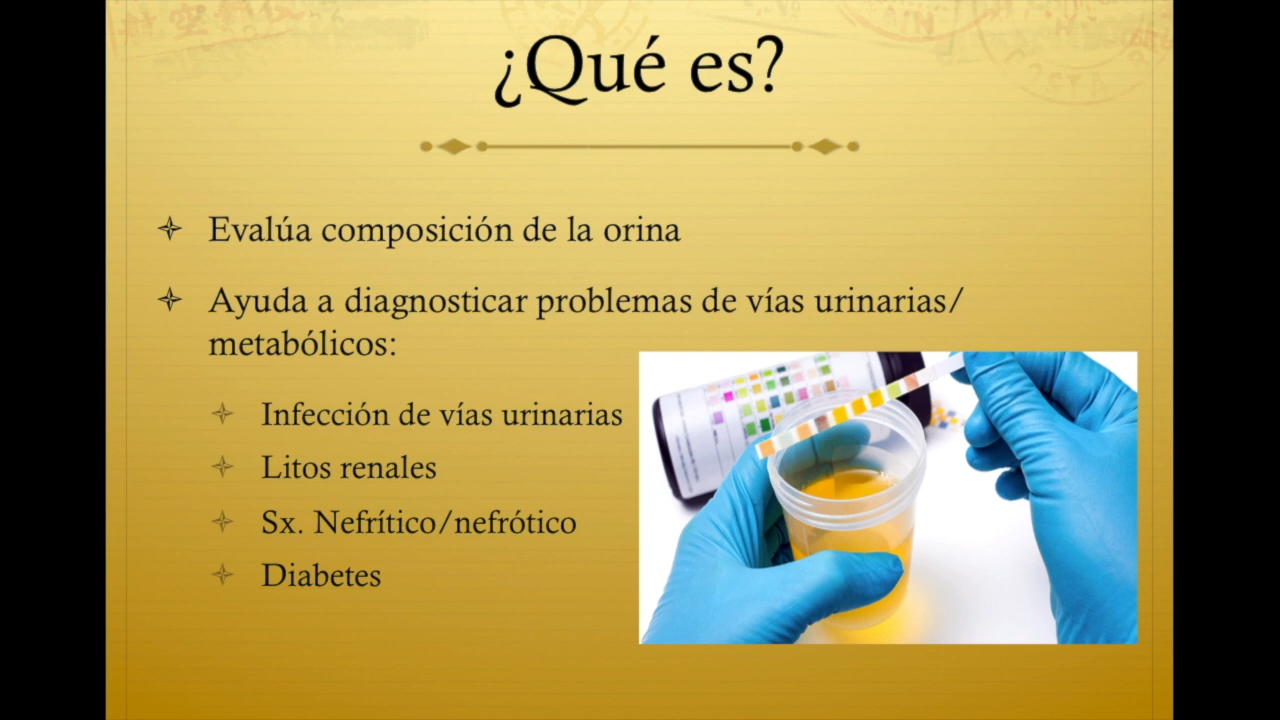 ¿Qué es?
Evalúa composición de la orina
Ayuda a diagnosticar problemas de vías urinarias/
metabólicos:
Infección de vías urinarias
Litos renales
Sx. Nefrítico/nefrótico
Diabetes